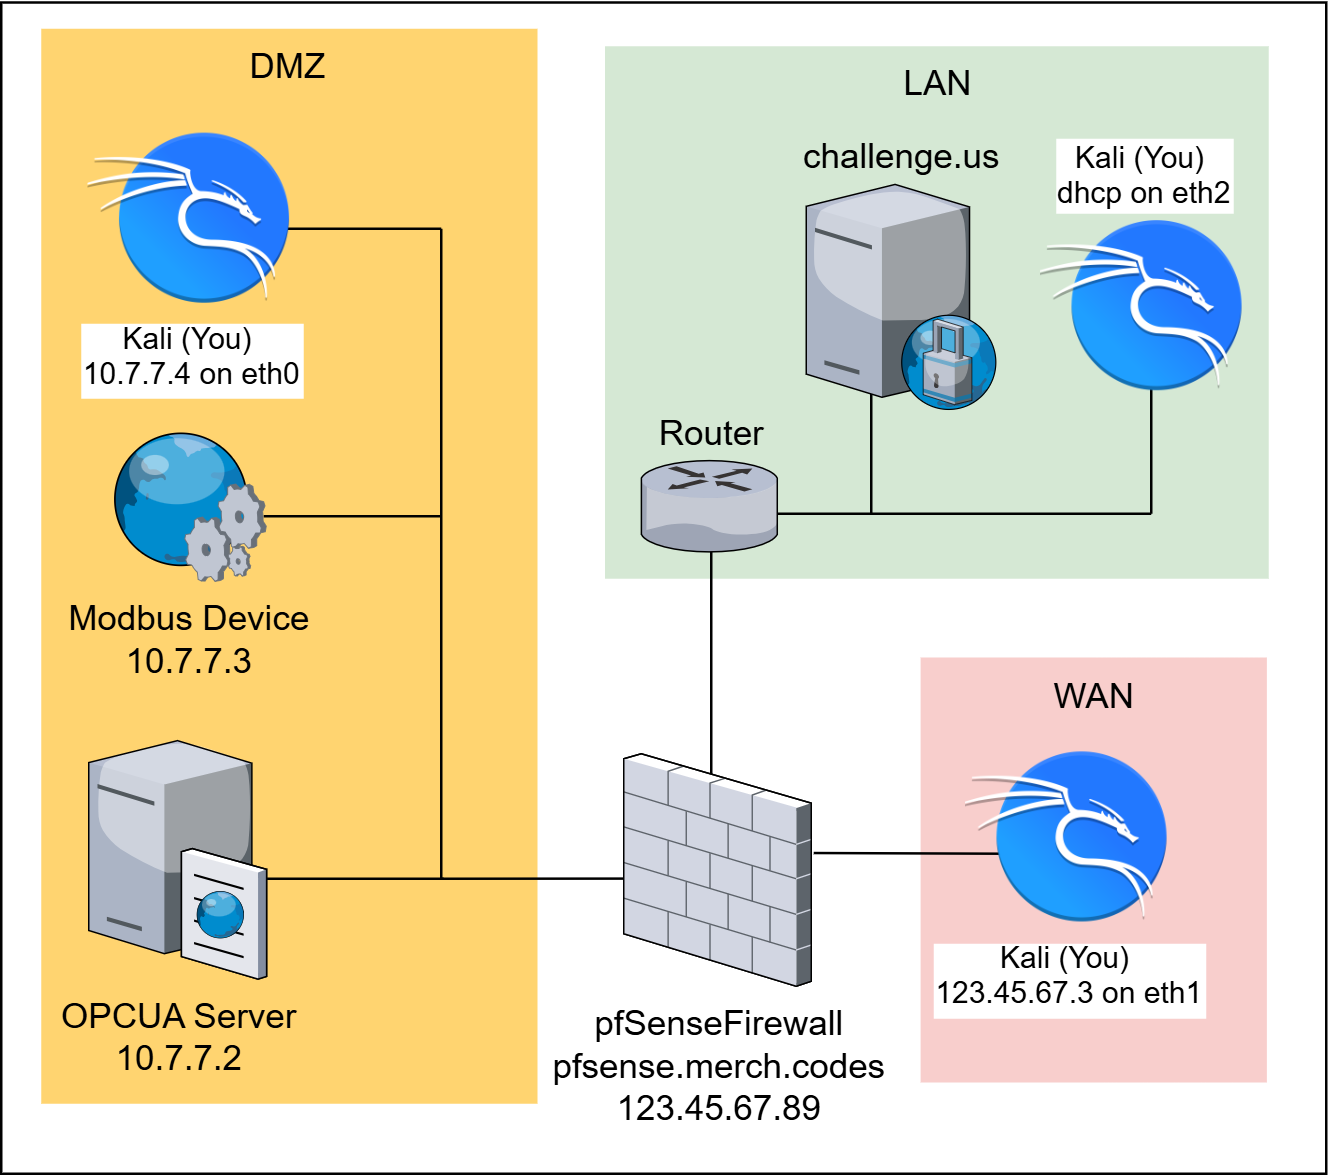 DMZ
Kali (You)
10.7.7.4 on eth0
Modbus Device
10.7.7.3
OPCUA Server
10.7.7.2
LAN
challenge.us
Kali (You)
dhcp on eth2
Router
WAN
Kali (You)
123.45.67.3 on eth1
pfSenseFirewall
pfsense.merch.codes
123.45.67.89